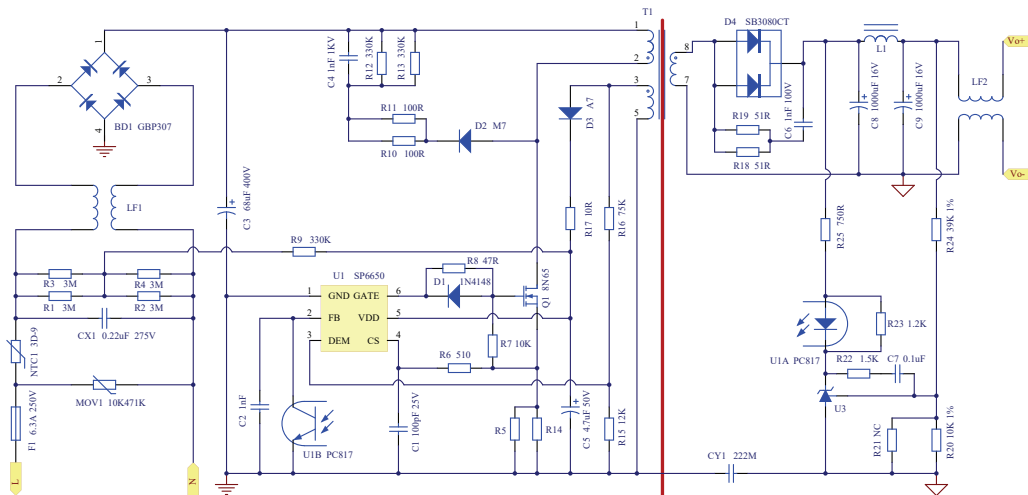 T1
D4 SB3080CT
1
2
3
4
BD1 GBP307
C4 1nF 1KV
R12 330K
R13 330K
R11 100R
R10 100R
D2 M7
1
2
3
5
D3 A7
8
7
R19 51R
R18 51R
C6 1nF 100V
L1
C8 1000uF 16V
C9 1000uF 16V
LF2
Vo+
Vo-
LF1
C3 68uF 400V
R9 330K
R17 10R
R16 75K
R25 750R
R24 39K 1%
R3 3M
R4 3M
R1 3M
R2 3M
CX1 0.22uF 275V
NTC1 3D-9
MOV1 10K471K
F1 6.3A 250V
L
N
U1 SP6650
1 GND GATE 6
2 FB VDD 5
3 DEM CS 4
R8 47R
D1 1N4148
Q1 8N65
R7 10K
R6 510
C2 1nF
U1B PC817
C1 100pF 25V
R5
R14
C5 4.7uF 50V
R15 12K
CY1 222M
U1A PC817
R23 1.2K
R22 1.5K
C7 0.1uF
U3
R21 NC
R20 10K 1%